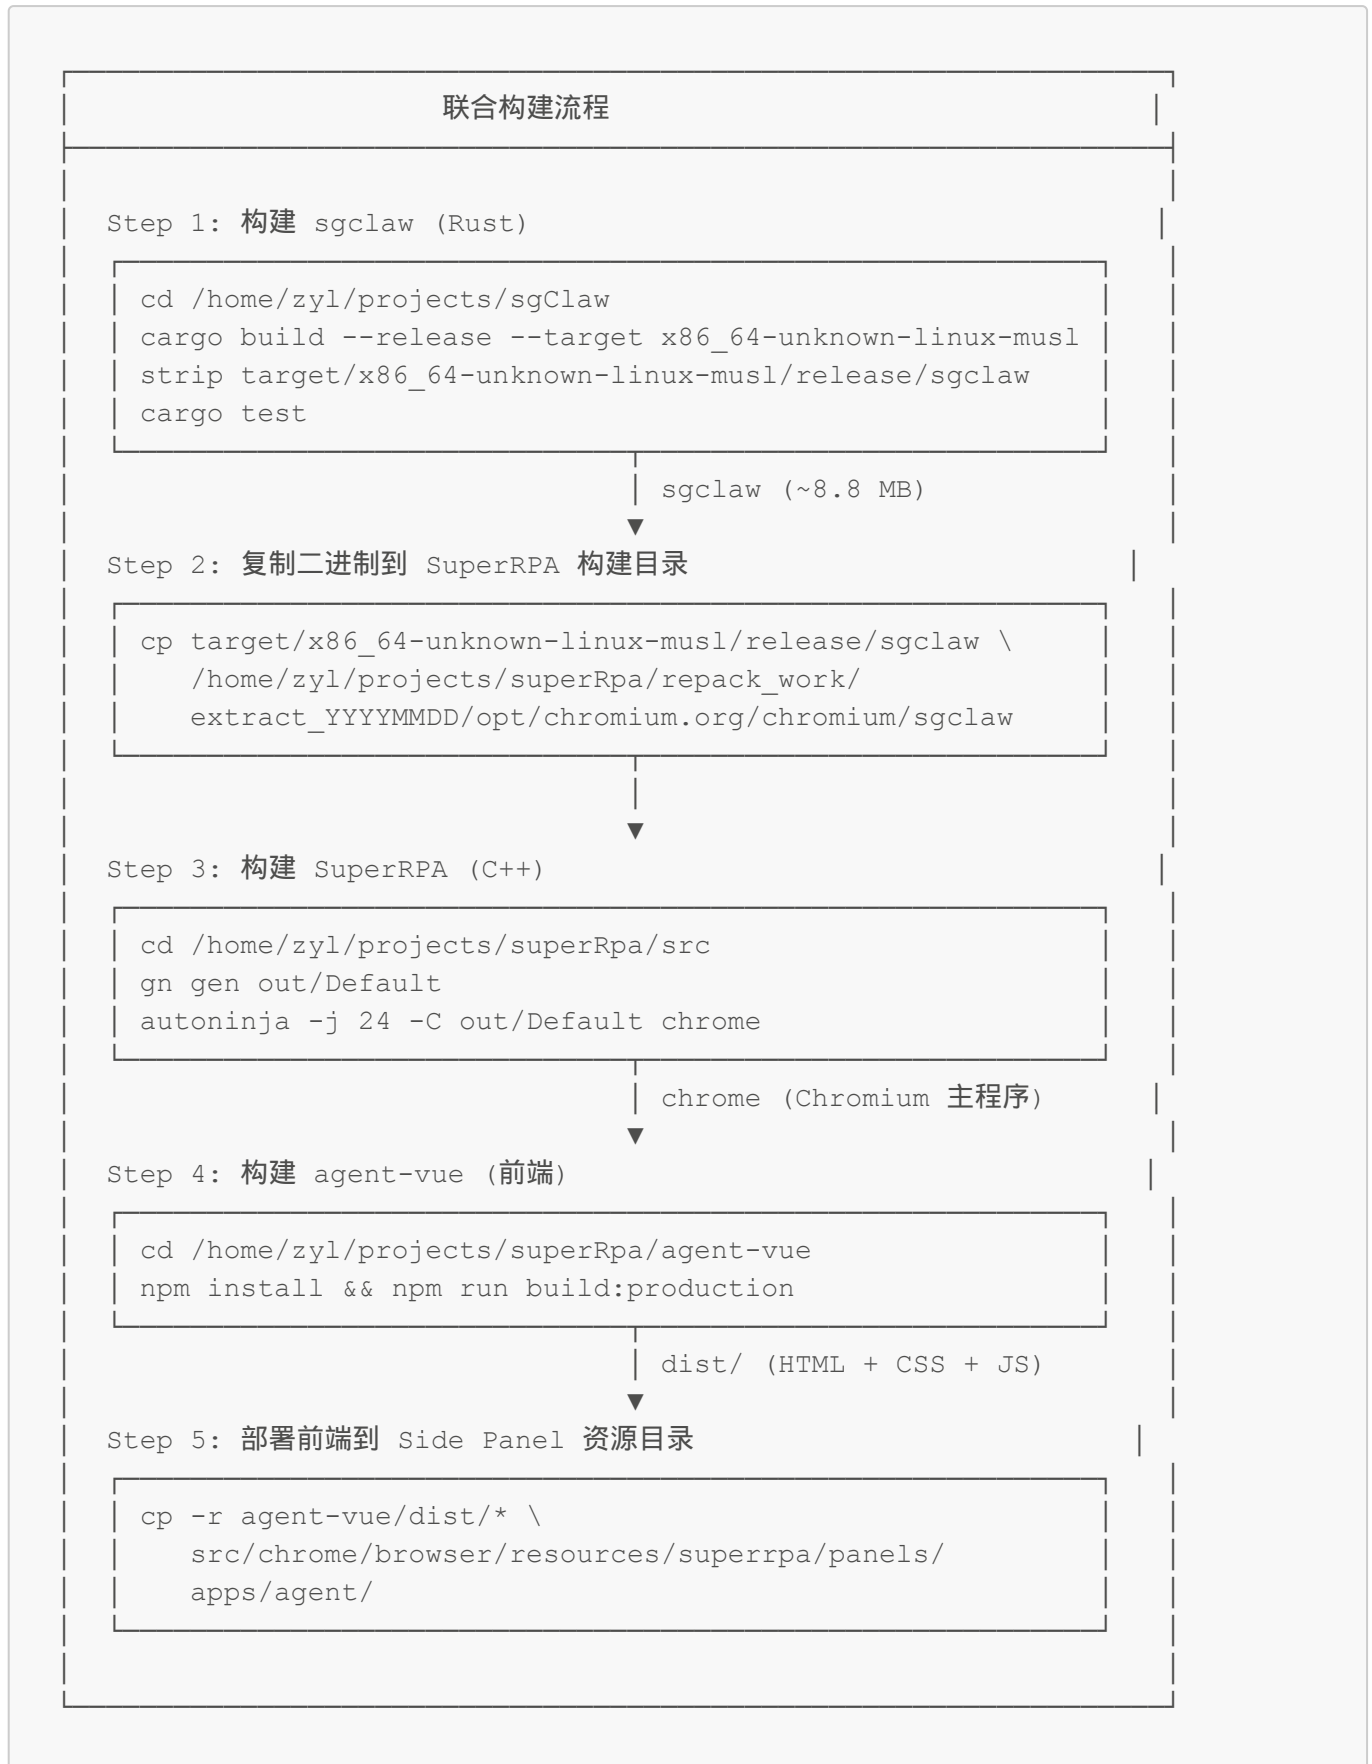 联合构建流程
Step 1: 构建 sgclaw (Rust)
cd /home/zyl/projects/sgClaw
cargo build --release --target x86_64-unknown-linux-musl
strip target/x86_64-unknown-linux-musl/release/sgclaw
cargo test
sgclaw (~8.8 MB)
Step 2: 复制二进制到 SuperRPA 构建目录
cp target/x86_64-unknown-linux-musl/release/sgclaw \
/home/zyl/projects/superRpa/repack_work/
extract_YYYYMMDD/opt/chromium.org/chromium/sgclaw
Step 3: 构建 SuperRPA (C++)
cd /home/zyl/projects/superRpa/src
gn gen out/Default
autoninja -j 24 -C out/Default chrome
chrome (Chromium 主程序)
Step 4: 构建 agent-vue (前端)
cd /home/zyl/projects/superRpa/agent-vue
npm install && npm run build:production
dist/ (HTML + CSS + JS)
Step 5: 部署前端到 Side Panel 资源目录
cp -r agent-vue/dist/* \
src/chrome/browser/resources/superrpa/panels/
apps/agent/